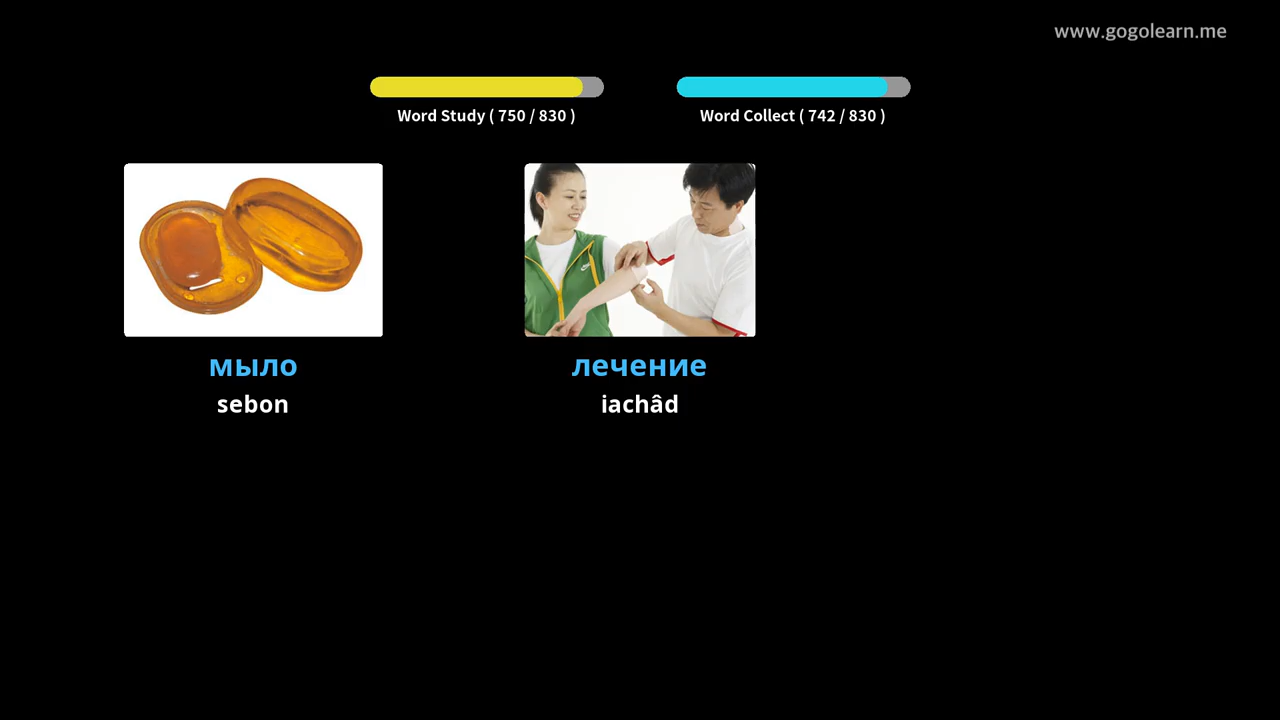 www.gogolearn.me
Word Study ( 750 / 830 )
Word Collect ( 742 / 830 )
мыло
sebon
лечение
iachâd